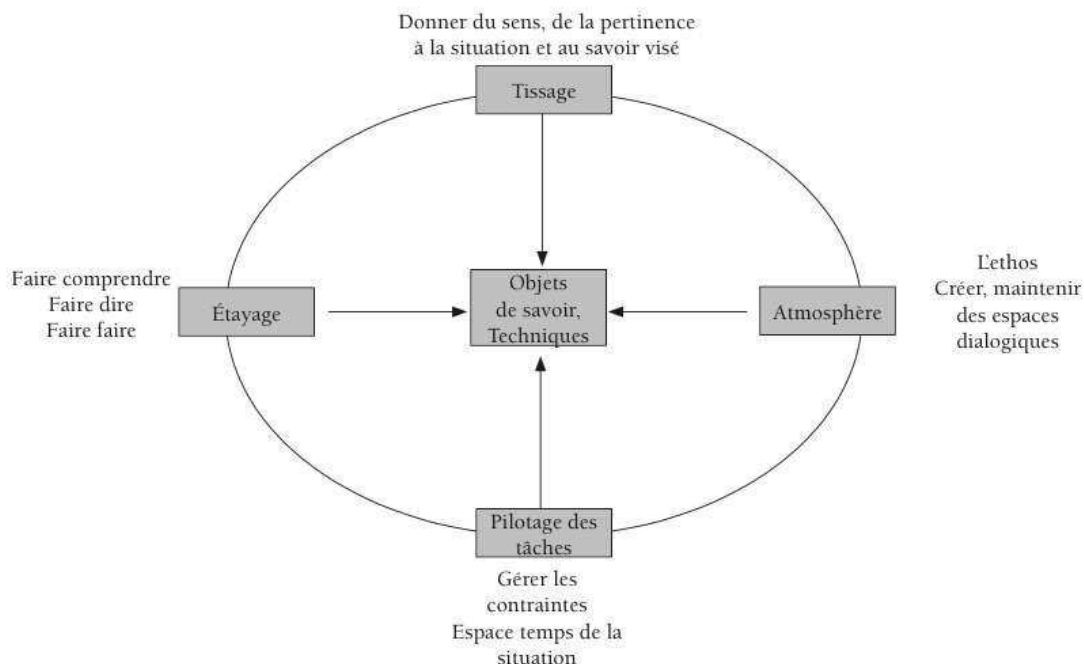 Donner du sens, de la pertinence
à la situation et au savoir visé
Tissage
Faire comprendre
Faire dire
Faire faire
Étayage
Objets
de savoir,
Techniques
Atmosphère
L'ethos
Créer, maintenir
des espaces
dialogiques
Pilotage des
tâches
Gérer les
contraintes
Espace temps de la
situation